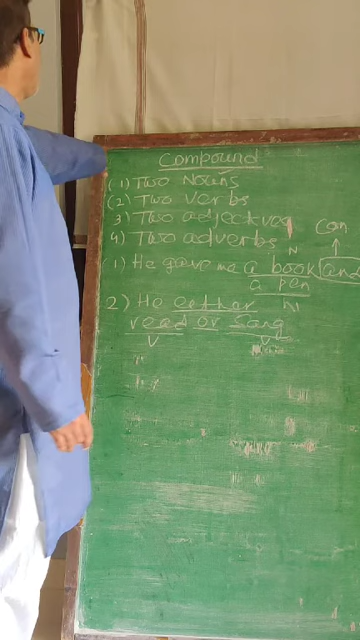 Compound
(1) Two Nouns
(2) Two verbs
3) Two adjectives
4) Two adverbs
Con
N
(1) He gave me a book and
a pen
N
2) He either
read or Sang
V V